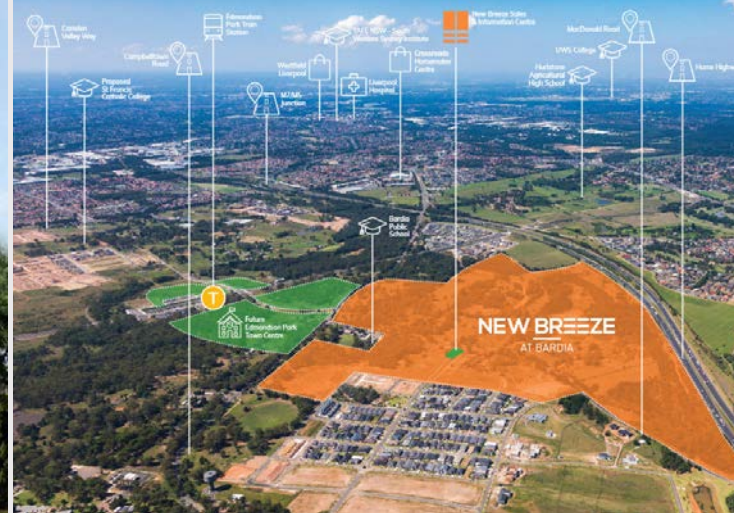 Camden
Valley Way
Proposed
St Francis
Catholic College
Campbelltown
Road
Edmondson
Park Train
Station
M7/M5
Junction
Westfield
Liverpool
Liverpool
Hospital
Crossroads
Homemaker
Centre
New Breeze Sales
& Information Centre
Hurlstone
Agricultural
High School
UWS College
MacDonald Road
Hume Highway
Bardia
Public
School
T
Future
Edmondson Park
Town Centre
NEW BREEZE
AT BARDIA